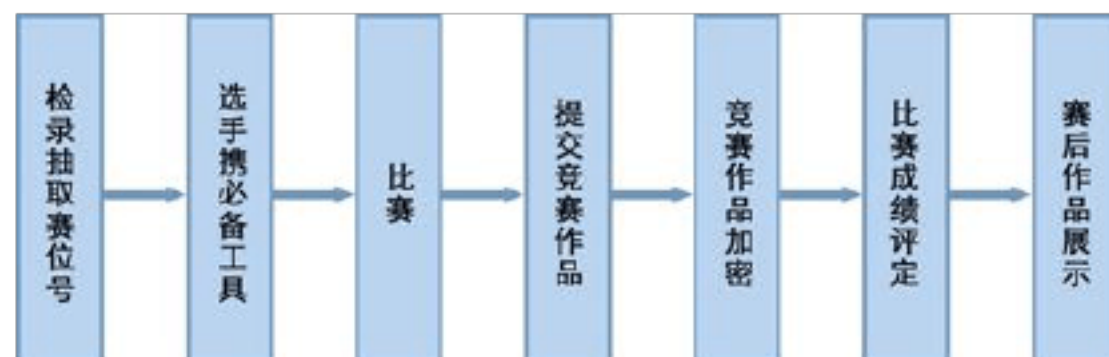 检录抽取赛位号
选手携必备工具
比赛
提交竞赛作品
竞赛作品加密
比赛成绩评定
赛后作品展示